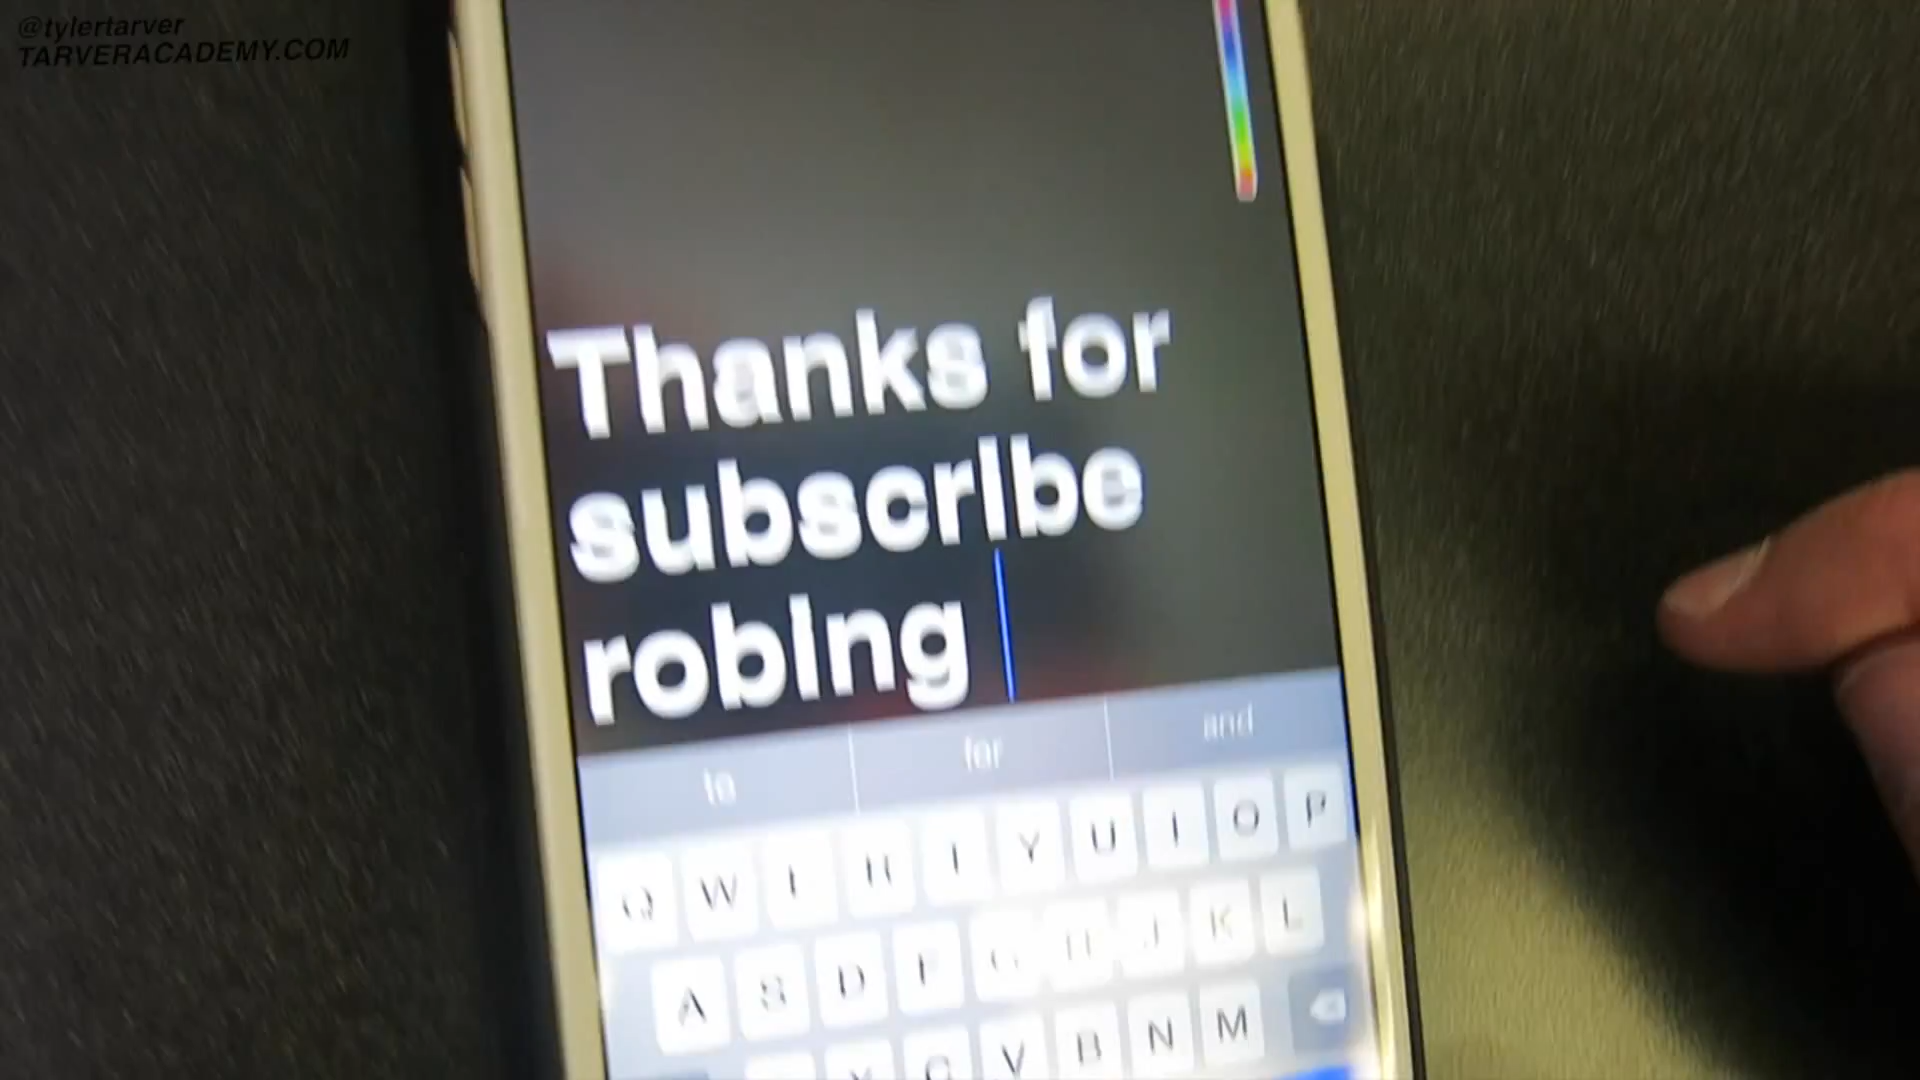 @tylertarver
TARVERACADEMY.COM
Thanks for
subscribe
robing
to for and
Q W Y U I O P
A S D F J K L
V B N M